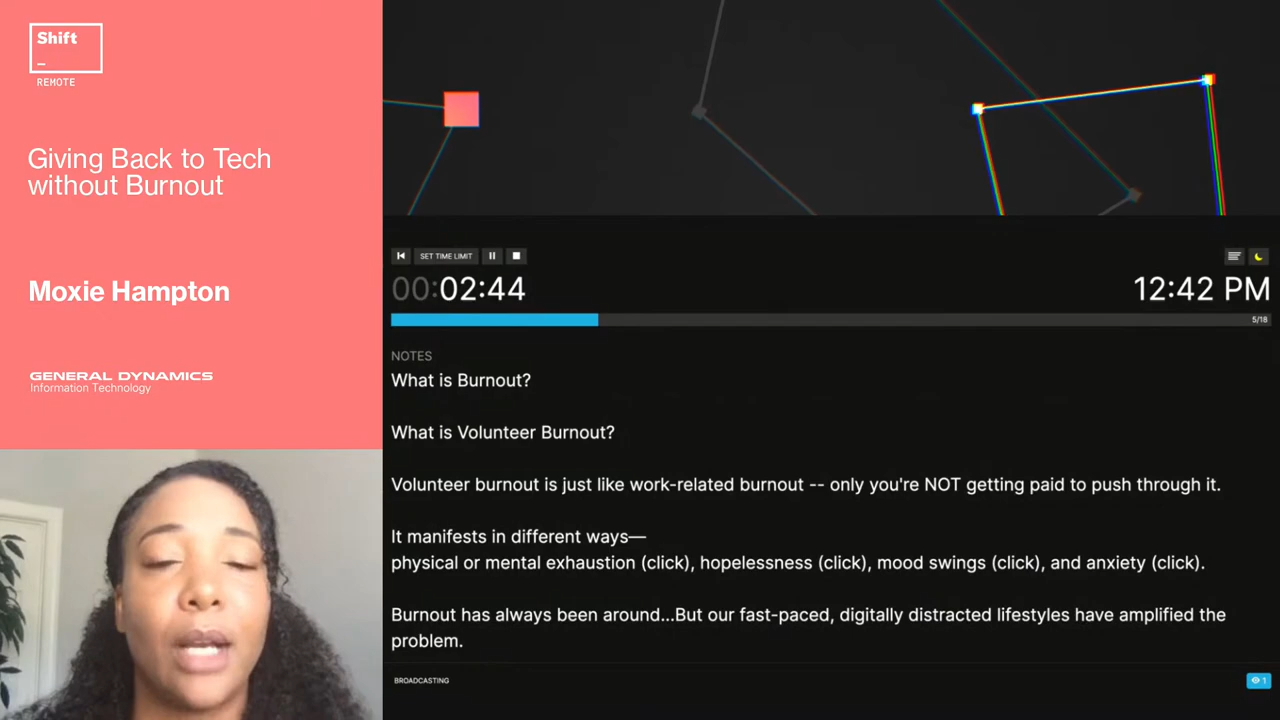 Shift
_
REMOTE
Giving Back to Tech
without Burnout
Moxie Hampton
GENERAL DYNAMICS
Information Technology
SET TIME LIMIT
00:02:44
12:42 PM
5/18
NOTES
What is Burnout?
What is Volunteer Burnout?
Volunteer burnout is just like work-related burnout -- only you're NOT getting paid to push through it.
It manifests in different ways—
physical or mental exhaustion (click), hopelessness (click), mood swings (click), and anxiety (click).
Burnout has always been around...But our fast-paced, digitally distracted lifestyles have amplified the
problem.
BROADCASTING
1